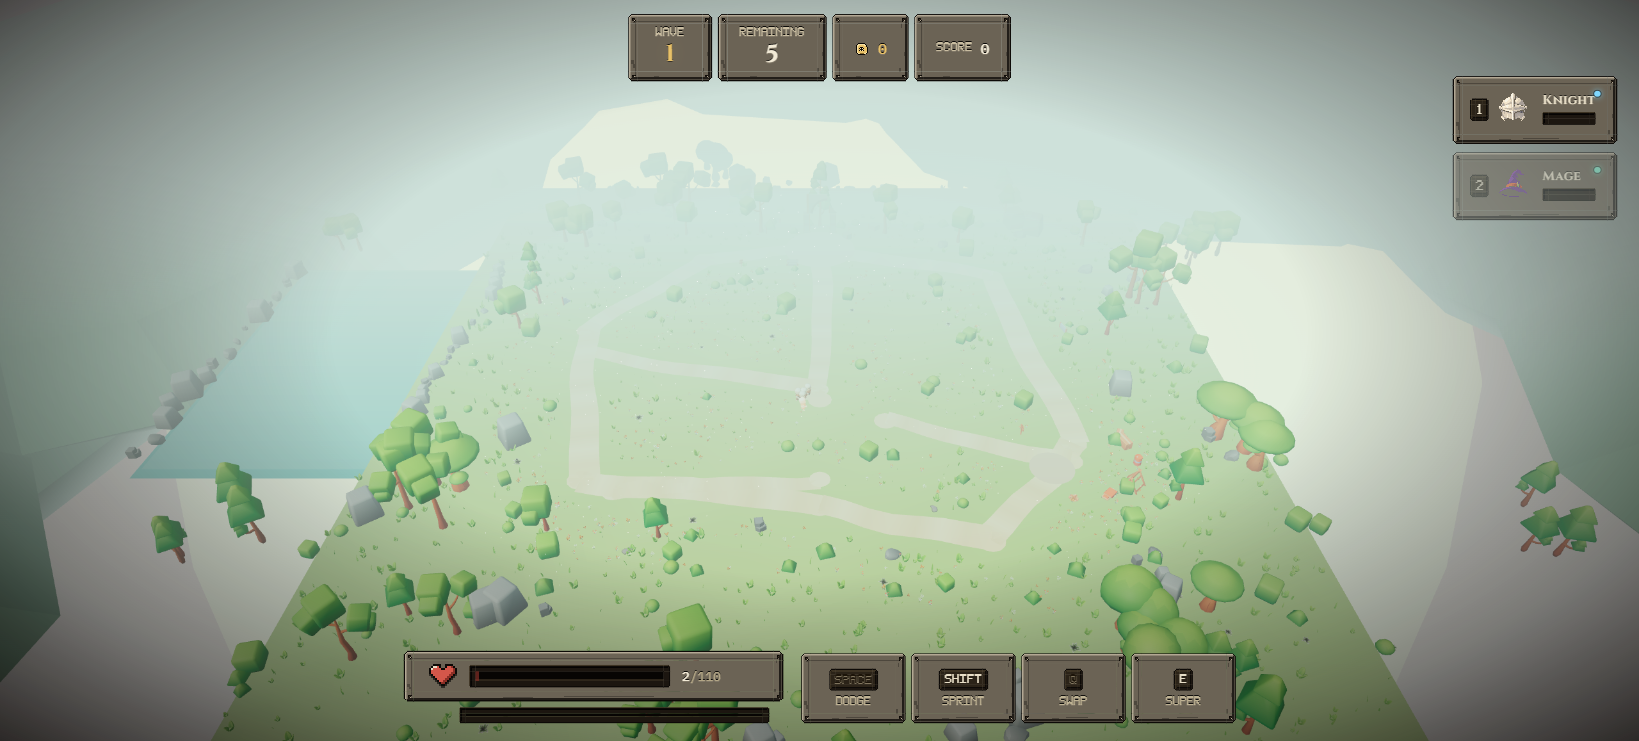 WAVE
1
REMAINING
5
0
SCORE 0
1
KNIGHT
2
MAGE
2/110
SPACE
DODGE
SHIFT
SPRINT
Q
SWAP
E
SUPER